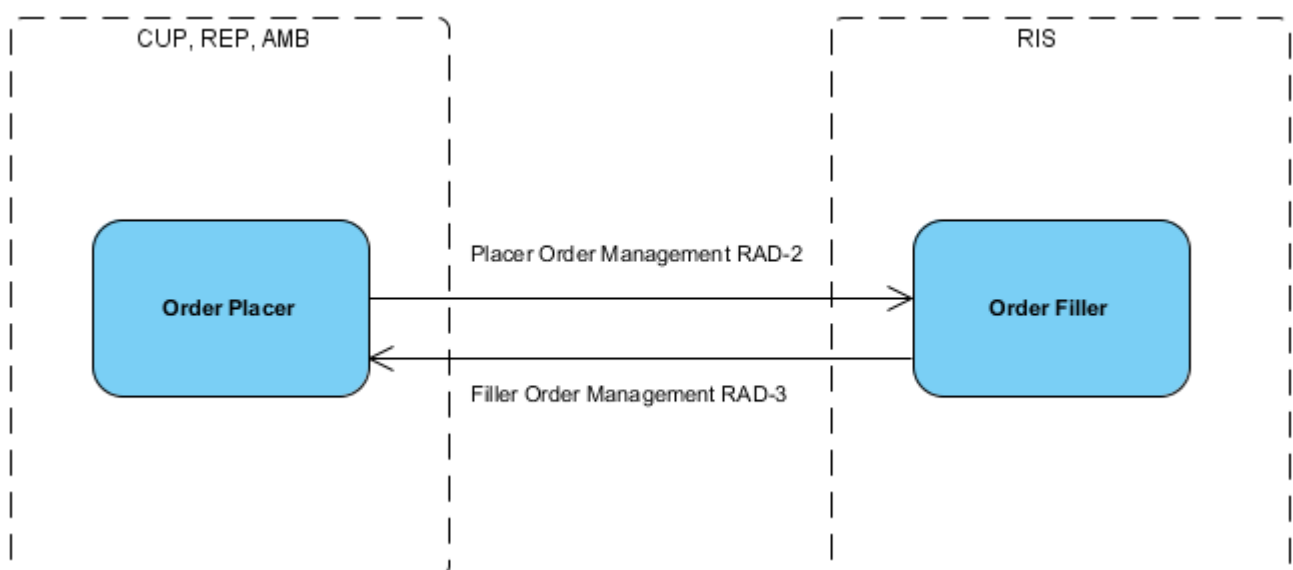 CUP, REP, AMB
RIS
Placer Order Management RAD-2
Order Placer
Order Filler
Filler Order Management RAD-3